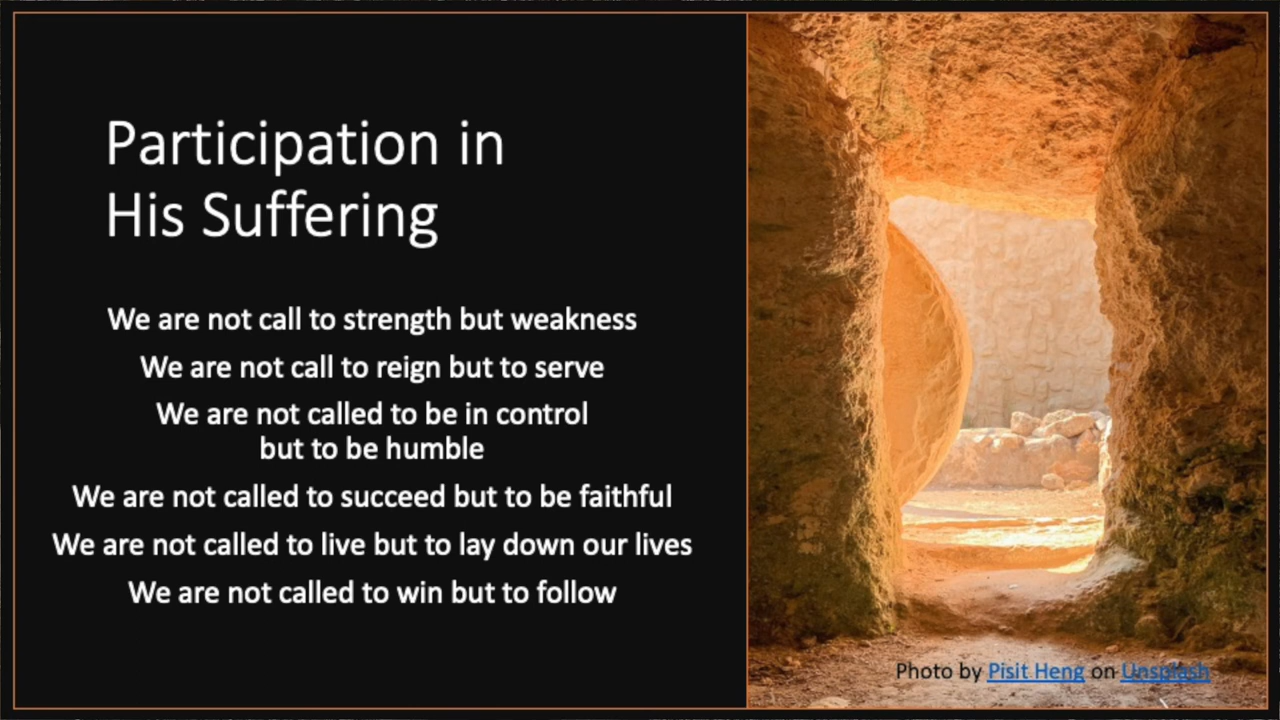 Participation in
His Suffering
We are not call to strength but weakness
We are not call to reign but to serve
We are not called to be in control
but to be humble
We are not called to succeed but to be faithful
We are not called to live but to lay down our lives
We are not called to win but to follow
Photo by Pisit Heng on Unsplash